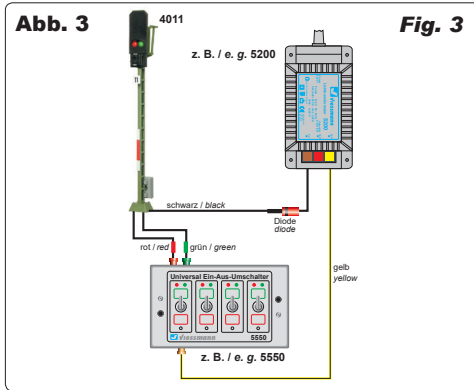 Abb. 3
Fig. 3
4011
z. B. / e. g. 5200
schwarz / black
Diode
diode
rot / red
grün / green
gelb
yellow
Universal Ein-Aus-Umschalter
viessmann
5550
z. B. / e. g. 5550